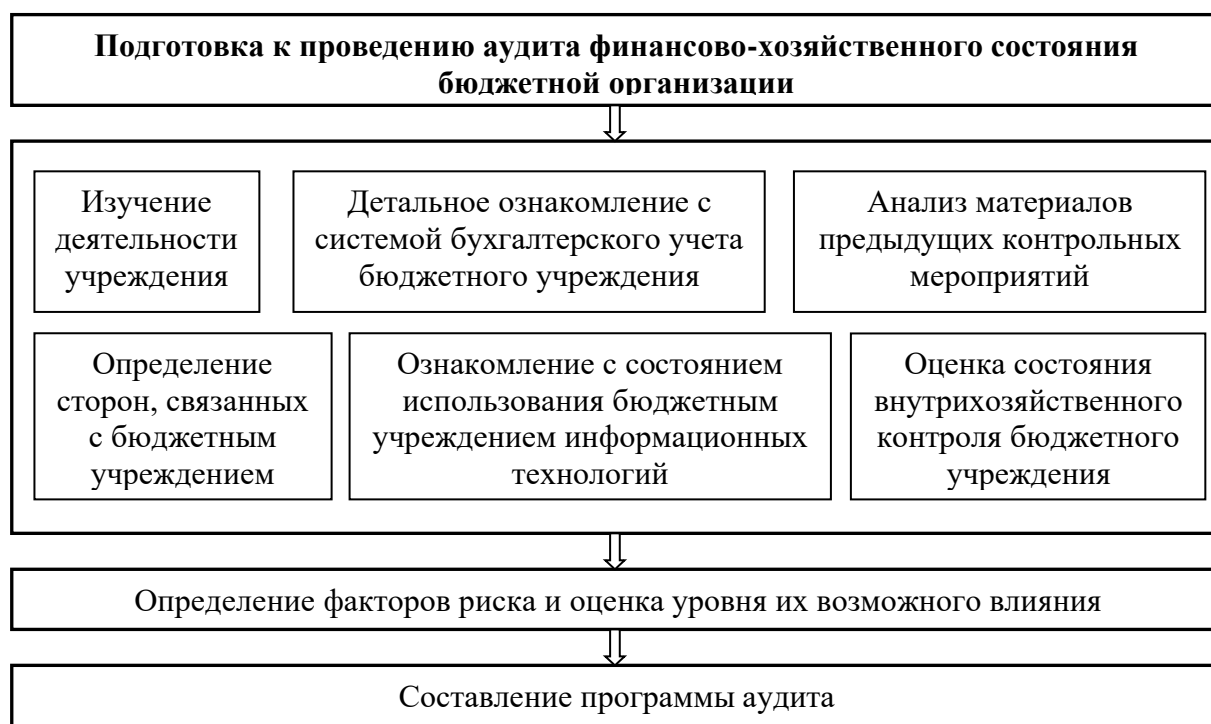 Подготовка к проведению аудита финансово-хозяйственного состояния
бюджетной организации
Изучение
деятельности
учреждения
Детальное ознакомление с
системой бухгалтерского учета
бюджетного учреждения
Анализ материалов
предыдущих контрольных
мероприятий
Определение
сторон, связанных
с бюджетным
учреждением
Ознакомление с состоянием
использования бюджетным
учреждением информационных
технологий
Оценка состояния
внутрихозяйственного
контроля бюджетного
учреждения
Определение факторов риска и оценка уровня их возможного влияния
Составление программы аудита